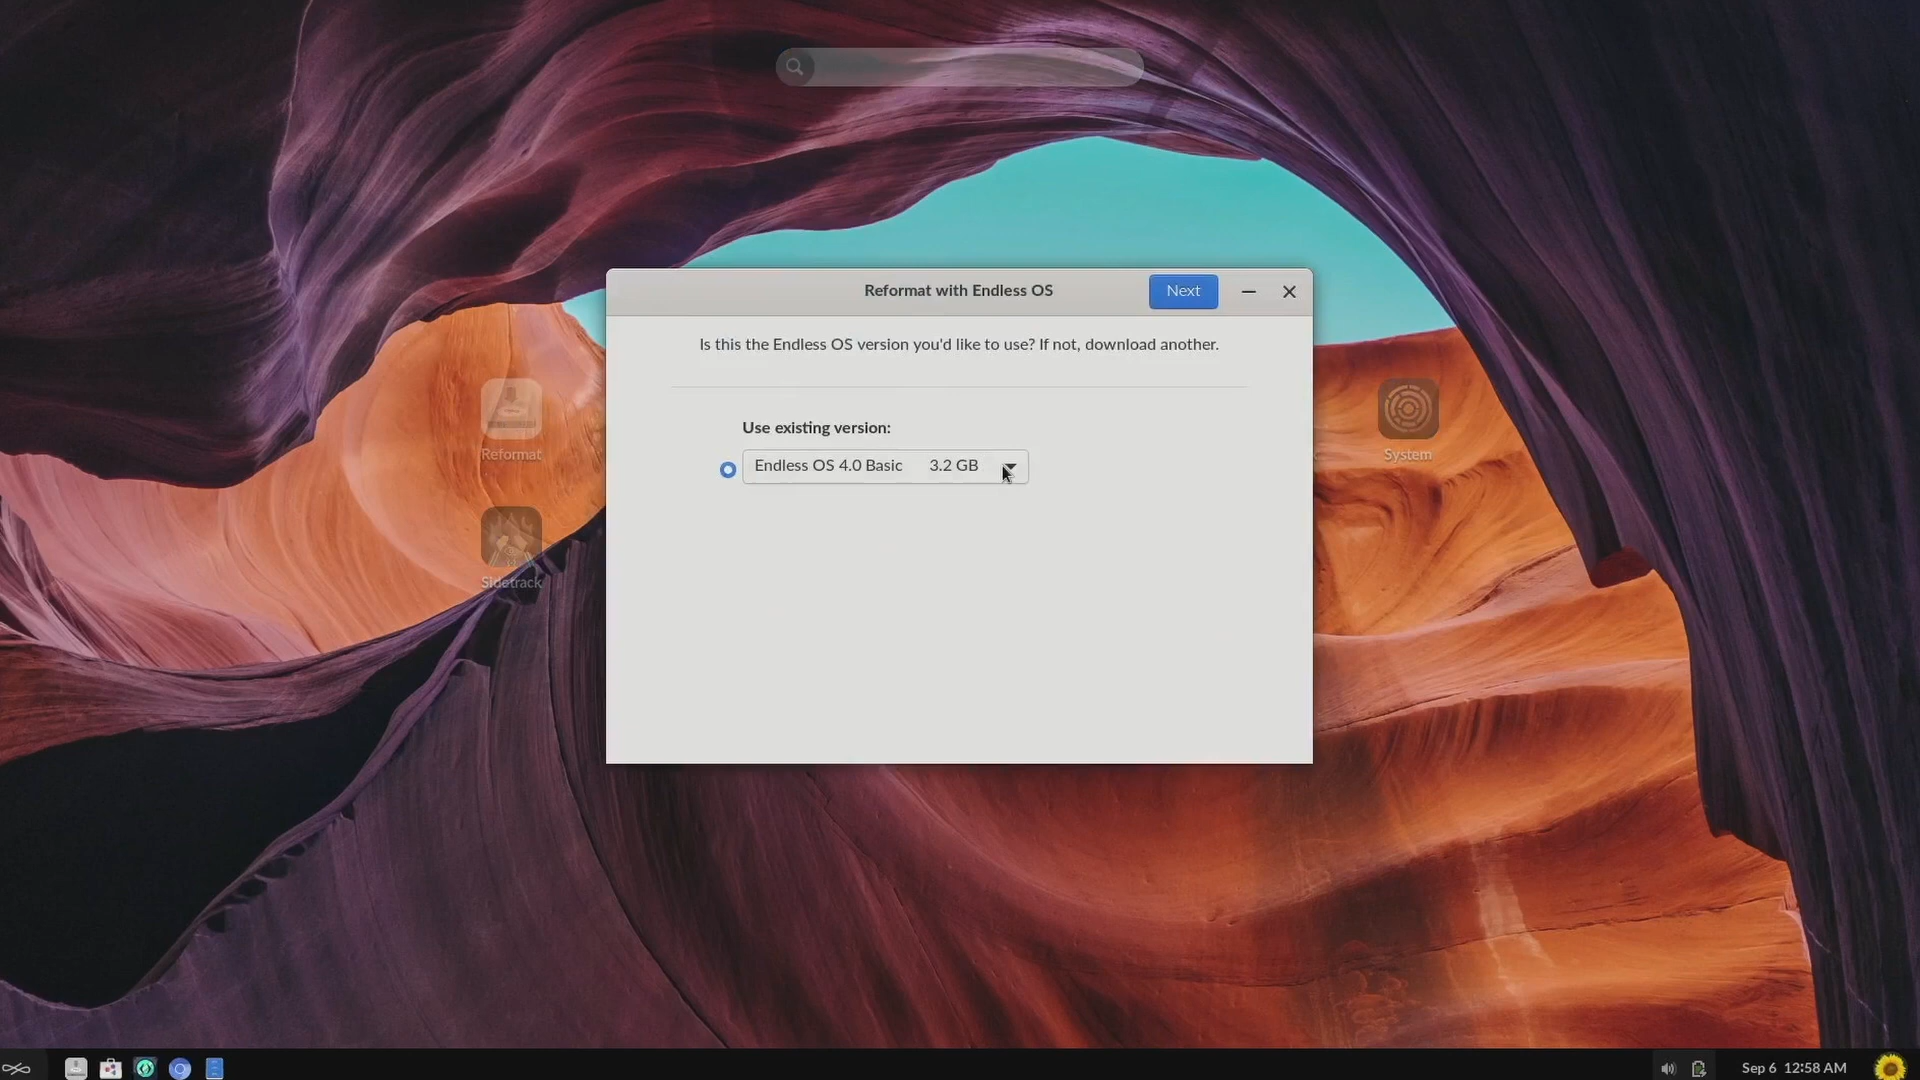 Reformat with Endless OS
Next
Is this the Endless OS version you'd like to use? If not, download another.
Use existing version:
Endless OS 4.0 Basic 3.2 GB
Reformat
System
Sidetrack
Sep 6 12:58 AM